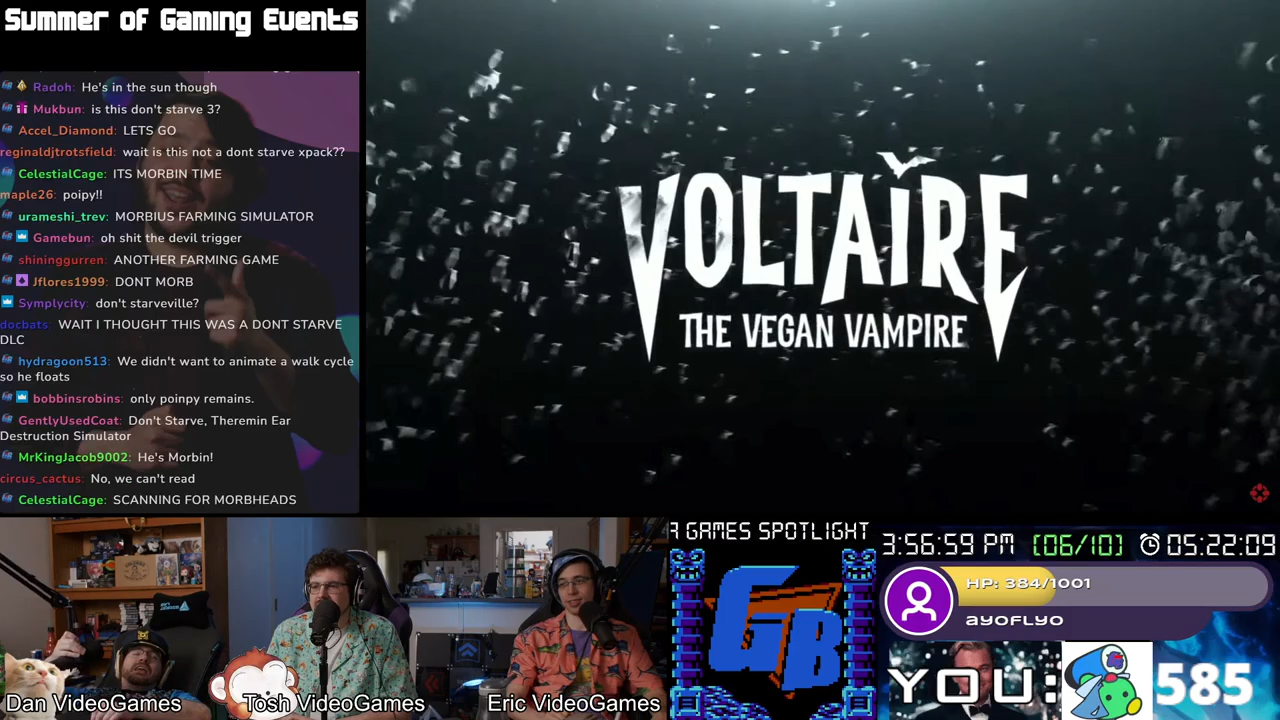 Summer of Gaming Events
Radoh: He's in the sun though
Mukbun: is this don't starve 3?
Accel_Diamond: LETS GO
reginaldjtrotsfield: wait is this not a dont starve xpack??
CelestialCage: ITS MORBIN TIME
maple26: poipy!!
urameshi_trev: MORBIUS FARMING SIMULATOR
Gamebun: oh shit the devil trigger
shininggurren: ANOTHER FARMING GAME
Jflores1999: DONT MORB
Symplycity: don't starveville?
docbats: WAIT I THOUGHT THIS WAS A DONT STARVE
DLC
hydragoon513: We didn't want to animate a walk cycle
so he floats
bobbinsrobins: only poinpy remains.
GentlyUsedCoat: Don't Starve, Theremin Ear
Destruction Simulator
MrKingJacob9002: He's Morbin!
circus_cactus: No, we can't read
CelestialCage: SCANNING FOR MORBHEADS
VOLTAIRE
THE VEGAN VAMPIRE
GAMES SPOTLIGHT
3:56:59 PM [06/10] 05:22:09
HP: 384/1001
AYOFLYO
GB
YOU: 585
Dan VideoGames
Tosh VideoGames
Eric VideoGames